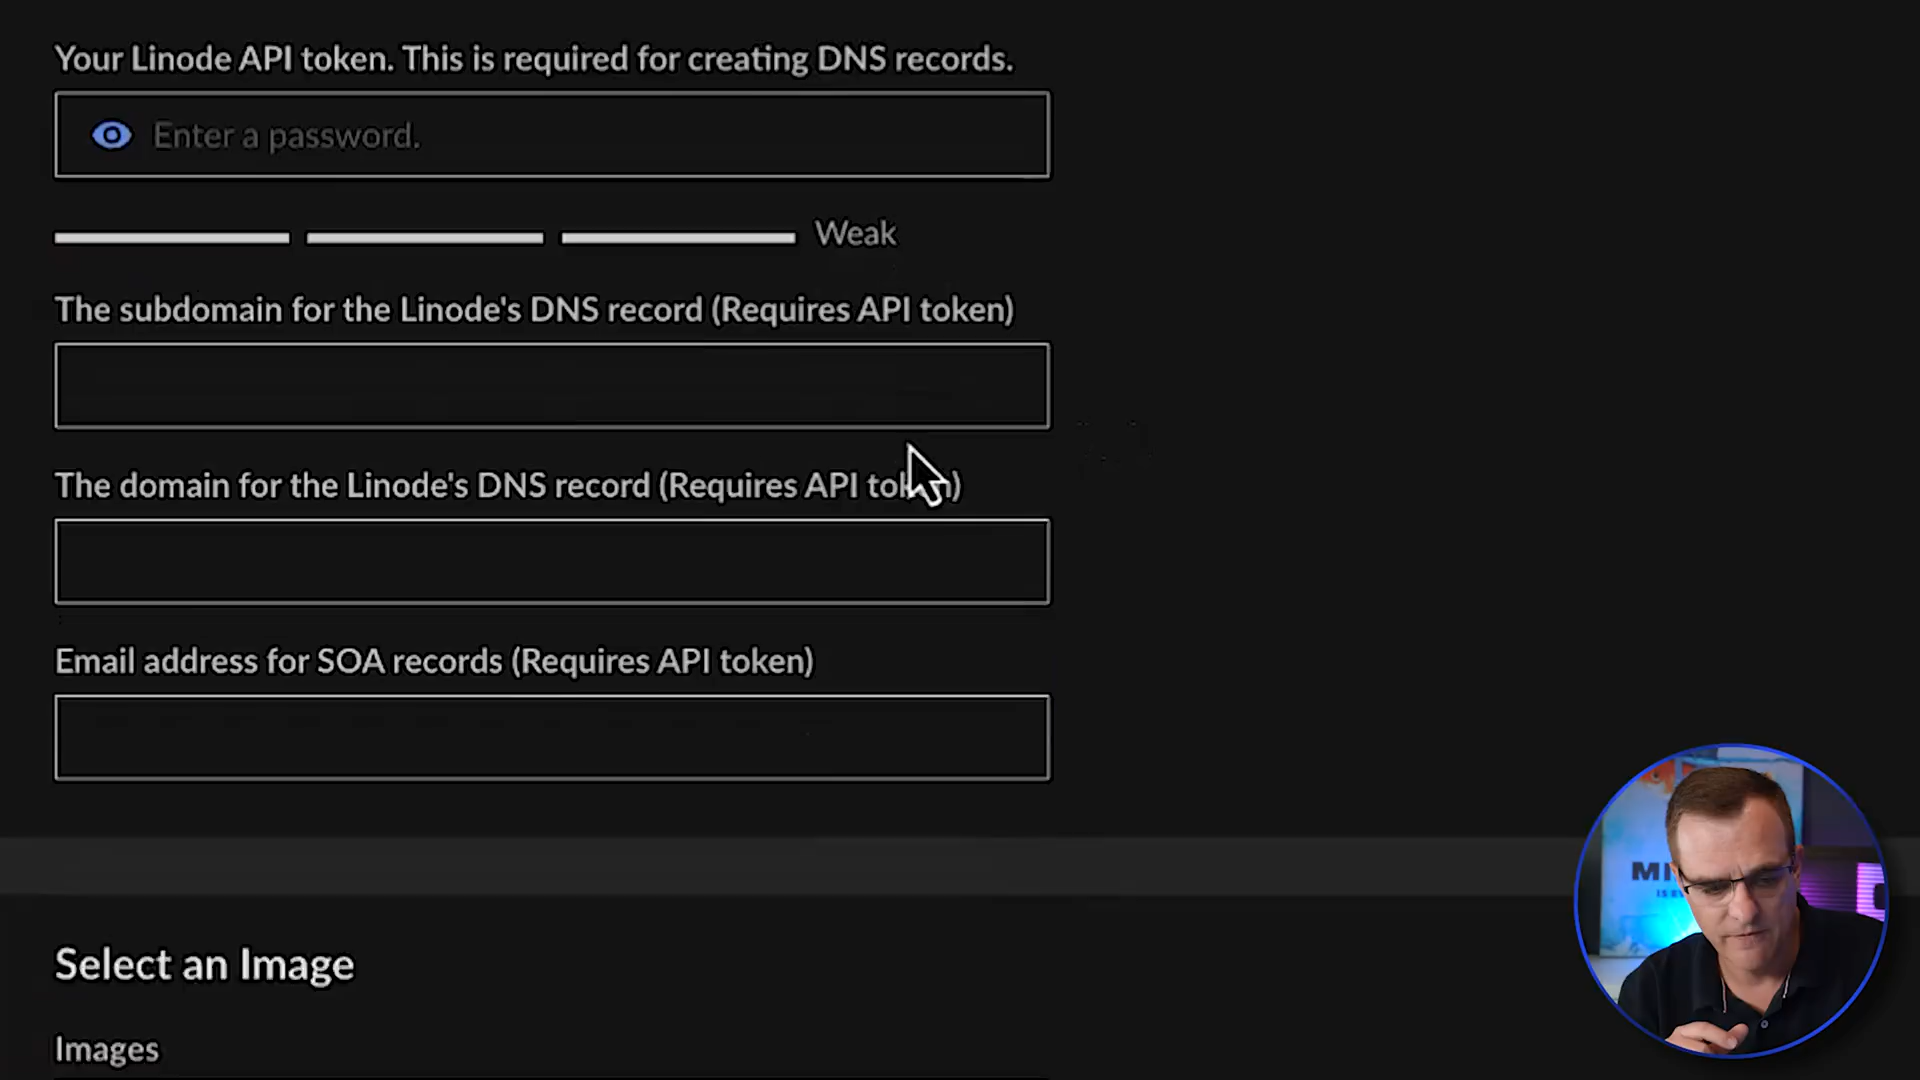 Your Linode API token. This is required for creating DNS records.
Enter a password.
Weak
The subdomain for the Linode's DNS record (Requires API token)
The domain for the Linode's DNS record (Requires API token)
Email address for SOA records (Requires API token)
Select an Image
Images